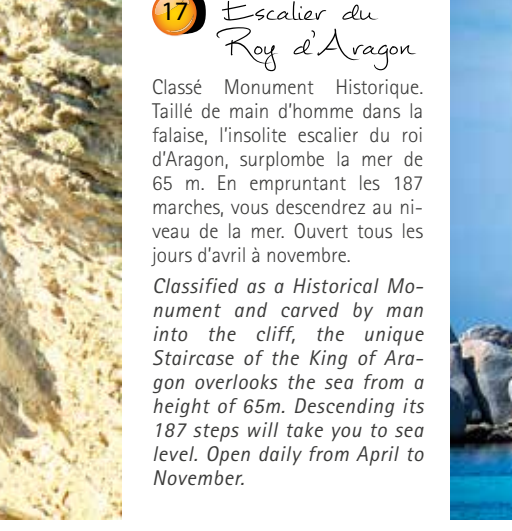 17 Escalier du
Roy d'Aragon
Classé Monument Historique.
Taillé de main d'homme dans la
falaise, l'insolite escalier du roi
d'Aragon, surplombe la mer de
65 m. En empruntant les 187
marches, vous descendrez au ni-
veau de la mer. Ouvert tous les
jours d'avril à novembre.
Classified as a Historical Mo-
nument and carved by man
into the cliff, the unique
Staircase of the King of Ara-
gon overlooks the sea from a
height of 65m. Descending its
187 steps will take you to sea
level. Open daily from April to
November.